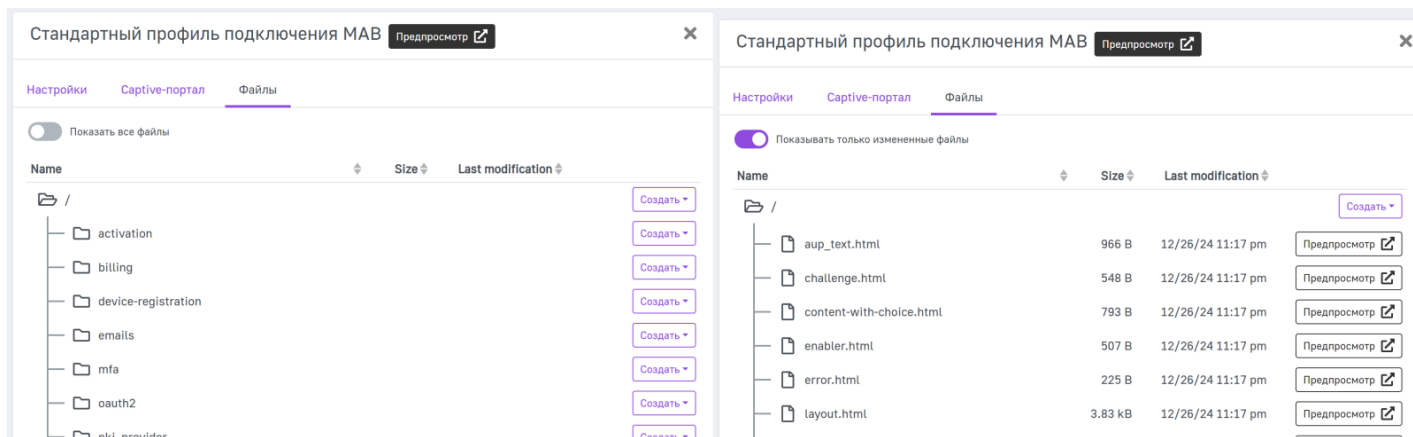 Стандартный профиль подключения MAB Предпросмотр
Настройки Captive-портал Файлы
Показать все файлы
Name Size Last modification
/ Создать
activation Создать
billing Создать
device-registration Создать
emails Создать
mfa Создать
oauth2 Создать
pki_provider Создать
Стандартный профиль подключения MAB Предпросмотр
Настройки Captive-портал Файлы
Показывать только измененные файлы
Name Size Last modification
/ Создать
aup_text.html 966 B 12/26/24 11:17 pm Предпросмотр
challenge.html 548 B 12/26/24 11:17 pm Предпросмотр
content-with-choice.html 793 B 12/26/24 11:17 pm Предпросмотр
enabler.html 507 B 12/26/24 11:17 pm Предпросмотр
error.html 225 B 12/26/24 11:17 pm Предпросмотр
layout.html 3.83 kB 12/26/24 11:17 pm Предпросмотр